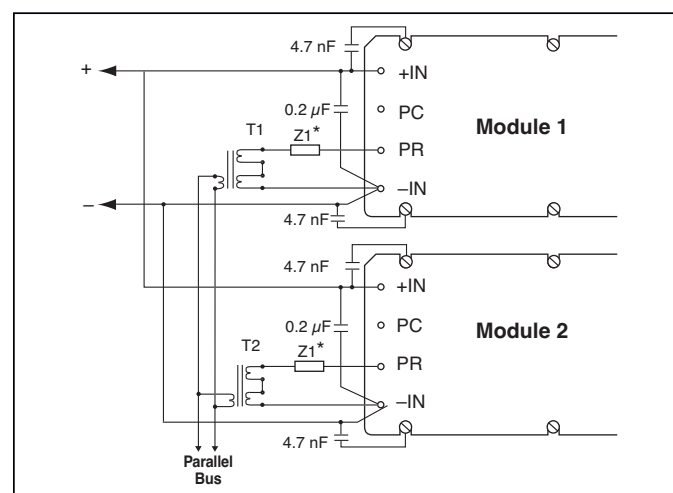 4.7 nF
+
+IN
0.2 µF
PC
Module 1
T1
Z1*
PR
–IN
–
4.7 nF
4.7 nF
+IN
0.2 µF
PC
Module 2
T2
Z1*
PR
–IN
4.7 nF
Parallel
Bus